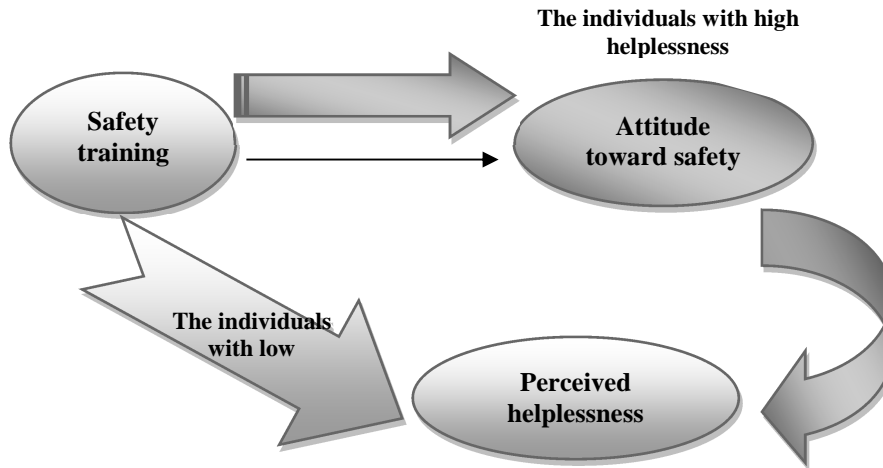 The individuals with high
helplessness
Safety
training
Attitude
toward safety
The individuals
with low
Perceived
helplessness